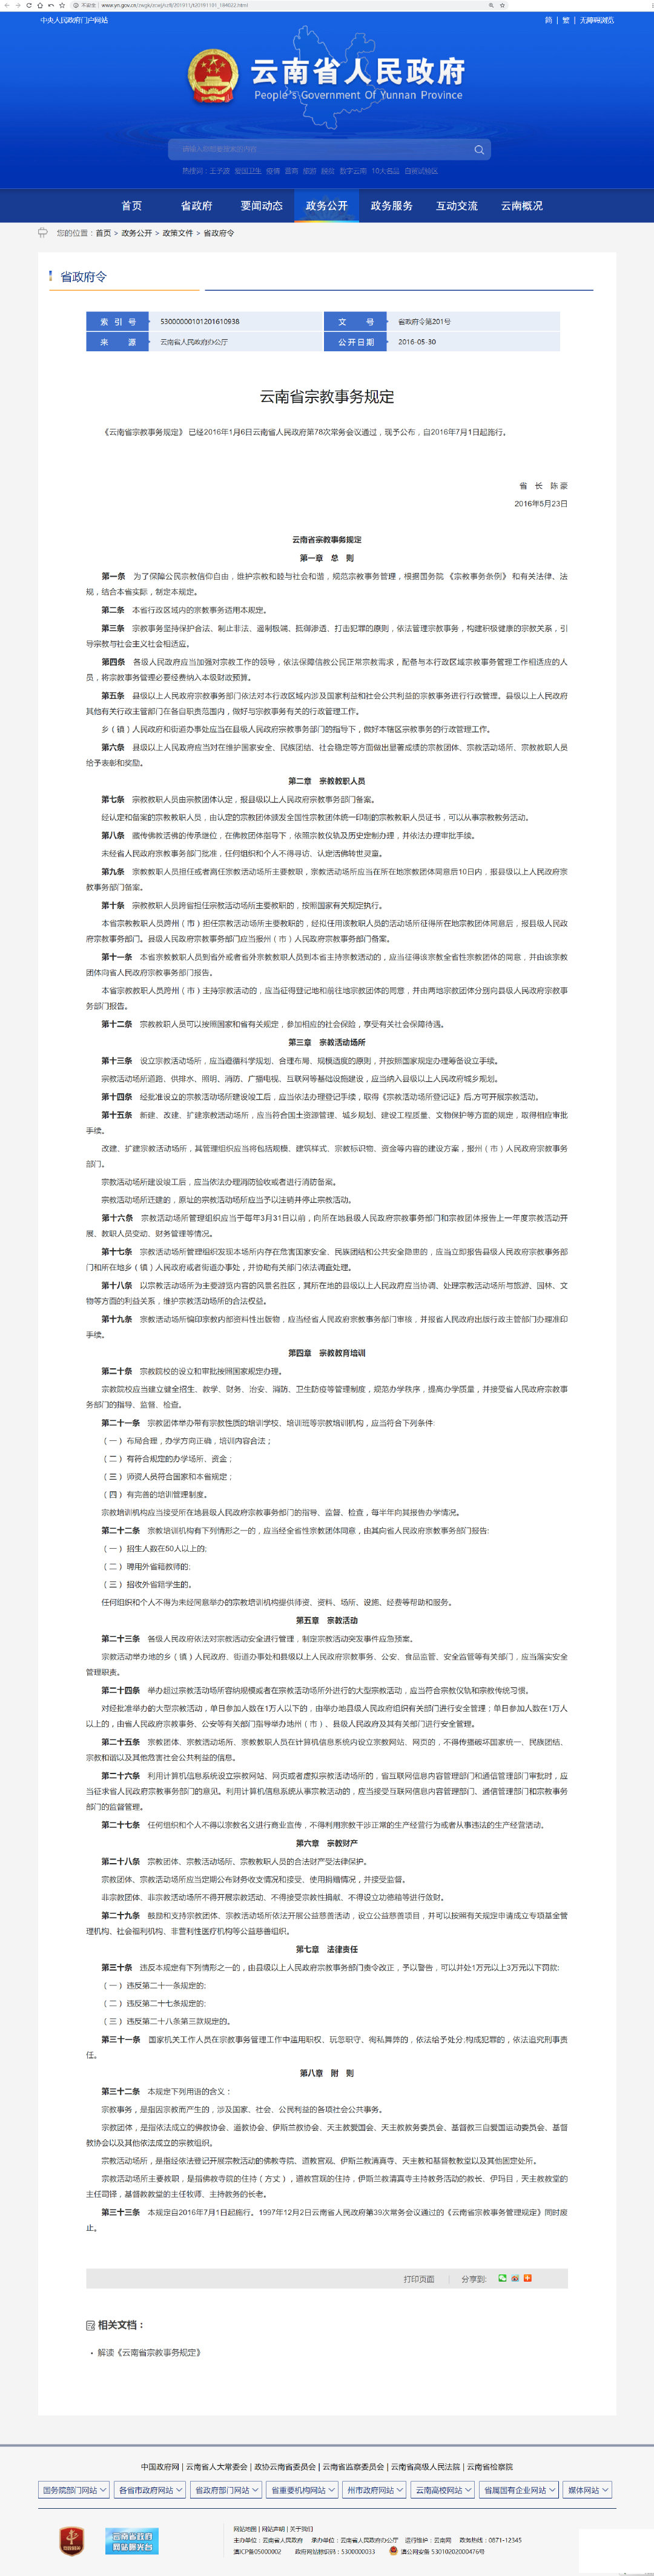 不安全 | www.yn.gov.cn
中央人民政府门户网站
简 | 繁 | 无障碍浏览
云南省人民政府
People's Government Of Yunnan Province
首页 省政府 要闻动态 政务公开 政务服务 互动交流 云南概况
您的位置：首页 > 政务公开 > 政策文件 > 省政府令
省政府令
索引号 53000000101201610938 文号 省政府令第201号
来源 云南省人民政府办公厅 公开日期 2016-05-30
云南省宗教事务规定
《云南省宗教事务规定》 已经2016年1月6日云南省人民政府第78次常务会议通过，现予公布，自2016年7月1日起施行。
省 长 陈 豪
2016年5月23日
云南省宗教事务规定
第一章 总 则
第一条 为了保障公民宗教信仰自由，维护宗教和睦与社会和谐，规范宗教事务管理，根据国务院 《宗教事务条例》 和有关法律、法
规，结合本省实际，制定本规定。
第二条 本省行政区域内的宗教事务适用本规定。
第三条 宗教事务坚持保护合法、制止非法、遏制极端、抵御渗透、打击犯罪的原则，依法管理宗教事务，构建积极健康的宗教关系，引
导宗教与社会主义社会相适应。
第四条 各级人民政府应当加强对宗教工作的领导，依法保障信教公民正常宗教需求，配备与本行政区域宗教事务管理工作相适应的人
员，将宗教事务管理必要经费纳入本级财政预算。
第五条 县级以上人民政府宗教事务部门依法对本行政区域内涉及国家利益和社会公共利益的宗教事务进行行政管理。县级以上人民政府
其他有关行政主管部门在各自职责范围内，做好与宗教事务有关的行政管理工作。
乡（镇）人民政府和街道办事处应当在县级人民政府宗教事务部门的指导下，做好本辖区宗教事务的行政管理工作。
第六条 县级以上人民政府应当对在维护国家安全、民族团结、社会稳定等方面做出显著成绩的宗教团体、宗教活动场所、宗教教职人员
给予表彰和奖励。
第二章 宗教教职人员
第七条 宗教教职人员由宗教团体认定，报县级以上人民政府宗教事务部门备案。
经认定和备案的宗教教职人员，由认定的宗教团体颁发全国性宗教团体统一印制的宗教教职人员证书，可以从事宗教教务活动。
第八条 藏传佛教活佛的传承继位，在佛教团体指导下，依照宗教仪轨及历史定制办理，并依法办理审批手续。
未经省人民政府宗教事务部门批准，任何组织和个人不得寻访、认定活佛转世灵童。
第九条 宗教教职人员担任或者离任宗教活动场所主要教职，宗教活动场所应当在所在地宗教团体同意后10日内，报县级以上人民政府宗
教事务部门备案。
第十条 宗教教职人员跨省担任宗教活动场所主要教职的，按照国家有关规定执行。
本省宗教教职人员跨州（市）担任宗教活动场所主要教职的，经拟任用该教职人员的活动场所征得所在地宗教团体同意后，报县级人民政
府宗教事务部门。县级人民政府宗教事务部门应当报州（市）人民政府宗教事务部门备案。
第十一条 本省宗教教职人员到省外或者省外宗教教职人员到本省主持宗教活动的，应当征得该宗教全省性宗教团体的同意，并由该宗教
团体向省人民政府宗教事务部门报告。
本省宗教教职人员跨州（市）主持宗教活动的，应当征得登记地和前往地宗教团体的同意，并由两地宗教团体分别向县级人民政府宗教事
务部门报告。
第十二条 宗教教职人员可以按照国家和省有关规定，参加相应的社会保险，享受有关社会保障待遇。
第三章 宗教活动场所
第十三条 设立宗教活动场所，应当遵循科学规划、合理布局、规模适度的原则，并按照国家规定办理筹备设立手续。
宗教活动场所道路、供排水、照明、消防、广播电视、互联网等基础设施建设，应当纳入县级以上人民政府城乡规划。
第十四条 经批准设立的宗教活动场所建设竣工后，应当依法办理登记手续，取得《宗教活动场所登记证》后,方可开展宗教活动。
第十五条 新建、改建、扩建宗教活动场所，应当符合国土资源管理、城乡规划、建设工程质量、文物保护等方面的规定，取得相应审批
手续。
改建、扩建宗教活动场所，其管理组织应当将包括规模、建筑样式、宗教标识物、资金等内容的建设方案，报州（市）人民政府宗教事务
部门。
宗教活动场所建设竣工后，应当依法办理消防验收或者进行消防备案。
宗教活动场所迁建的，原址的宗教活动场所应当予以注销并停止宗教活动。
第十六条 宗教活动场所管理组织应当于每年3月31日以前，向所在地县级人民政府宗教事务部门和宗教团体报告上一年度宗教活动开
展、教职人员变动、财务管理等情况。
第十七条 宗教活动场所管理组织发现本场所内存在危害国家安全、民族团结和公共安全隐患的，应当立即报告县级人民政府宗教事务部
门和所在地乡（镇）人民政府或者街道办事处，并协助有关部门依法调查处理。
第十八条 以宗教活动场所为主要游览内容的风景名胜区，其所在地的县级以上人民政府应当协调、处理宗教活动场所与旅游、园林、文
物等方面的利益关系，维护宗教活动场所的合法权益。
第十九条 宗教活动场所编印宗教内部资料性出版物，应当经省人民政府宗教事务部门审核，并报省人民政府出版行政主管部门办理准印
手续。
第四章 宗教教育培训
第二十条 宗教院校的设立和审批按照国家规定办理。
宗教院校应当建立健全招生、教学、财务、治安、消防、卫生防疫等管理制度，规范办学秩序，提高办学质量，并接受省人民政府宗教事
务部门的指导、监督、检查。
第二十一条 宗教团体举办带有宗教性质的培训学校、培训班等宗教培训机构，应当符合下列条件:
（一）布局合理，办学方向正确，培训内容合法；
（二）有符合规定的办学场所、资金；
（三）师资人员符合国家和本省规定；
（四）有完善的培训管理制度。
宗教培训机构应当接受所在地县级人民政府宗教事务部门的指导、监督、检查，每半年向其报告办学情况。
第二十二条 宗教培训机构有下列情形之一的，应当经全省性宗教团体同意，由其向省人民政府宗教事务部门报告:
（一）招生人数在50人以上的;
（二）聘用外省籍教师的;
（三）招收外省籍学生的。
任何组织和个人不得为未经同意举办的宗教培训机构提供师资、资料、场所、设施、经费等帮助和服务。
第五章 宗教活动
第二十三条 各级人民政府依法对宗教活动安全进行管理，制定宗教活动突发事件应急预案。
宗教活动举办地的乡（镇）人民政府、街道办事处和县级以上人民政府宗教事务、公安、食品监管、安全监管等有关部门，应当落实安全
管理职责。
第二十四条 举办超过宗教活动场所容纳规模或者在宗教活动场所外进行的大型宗教活动，应当符合宗教仪轨和宗教传统习惯。
对经批准举办的大型宗教活动，单日参加人数在1万人以下的，由举办地县级人民政府组织有关部门进行安全管理；单日参加人数在1万人
以上的，由省人民政府宗教事务、公安等有关部门指导举办地州（市）、县级人民政府及其有关部门进行安全管理。
第二十五条 宗教团体、宗教活动场所、宗教教职人员在计算机信息系统内设立宗教网站、网页的，不得传播破坏国家统一、民族团结、
宗教和谐以及其他危害社会公共利益的信息。
第二十六条 利用计算机信息系统设立宗教网站、网页或者虚拟宗教活动场所的，省互联网信息内容管理部门和通信管理部门审批时，应
当征求省人民政府宗教事务部门的意见。利用计算机信息系统从事宗教活动的，应当接受互联网信息内容管理部门、通信管理部门和宗教事务
部门的监督管理。
第二十七条 任何组织和个人不得以宗教名义进行商业宣传，不得利用宗教干涉正常的生产经营行为或者从事违法的生产经营活动。
第六章 宗教财产
第二十八条 宗教团体、宗教活动场所、宗教教职人员的合法财产受法律保护。
宗教团体、宗教活动场所应当定期公布财务收支情况和接受、使用捐赠情况，并接受监督。
非宗教团体、非宗教活动场所不得开展宗教活动、不得接受宗教性捐献、不得设立功德箱等进行敛财。
第二十九条 鼓励和支持宗教团体、宗教活动场所依法开展公益慈善活动，设立公益慈善项目，并可以按照有关规定申请成立专项基金管
理机构、社会福利机构、非营利性医疗机构等公益慈善组织。
第七章 法律责任
第三十条 违反本规定有下列情形之一的，由县级以上人民政府宗教事务部门责令改正，予以警告，可以并处1万元以上3万元以下罚款:
（一）违反第二十一条规定的;
（二）违反第二十七条规定的;
（三）违反第二十八条第三款规定的。
第三十一条 国家机关工作人员在宗教事务管理工作中滥用职权、玩忽职守、徇私舞弊的，依法给予处分;构成犯罪的，依法追究刑事责
任。
第八章 附 则
第三十二条 本规定下列用语的含义：
宗教事务，是指因宗教而产生的，涉及国家、社会、公民利益的各项社会公共事务。
宗教团体，是指依法成立的佛教协会、道教协会、伊斯兰教协会、天主教爱国会、天主教教务委员会、基督教三自爱国运动委员会、基督
教协会以及其他依法成立的宗教组织。
宗教活动场所，是指经依法登记开展宗教活动的佛教寺院、道教宫观、伊斯兰教清真寺、天主教和基督教教堂以及其他固定处所。
宗教活动场所主要教职，是指佛教寺院的住持（方丈），道教宫观的住持，伊斯兰教清真寺主持教务活动的教长、伊玛目，天主教教堂的
主任司铎，基督教教堂的主任牧师、主持教务的长老。
第三十三条 本规定自2016年7月1日起施行。1997年12月2日云南省人民政府第39次常务会议通过的《云南省宗教事务管理规定》同时废
止。
打印页面 | 分享到:
相关文档：
· 解读《云南省宗教事务规定》
中国政府网 | 云南省人大常委会 | 政协云南省委员会 | 云南省监察委员会 | 云南省高级人民法院 | 云南省检察院
国务院部门网站 各省市政府网站 省政府部门网站 省重要机构网站 州市政府网站 云南高校网站 省属国有企业网站 媒体网站
云南省政府
网站曝光台
网站地图 | 网站声明 | 关于我们
主办单位：云南省人民政府 承办单位：云南省人民政府办公厅 运行维护：云南网 政务热线：0871-12345
滇ICP备05000002 政府网站标识码：5300000033 滇公网安备 53010202000476号